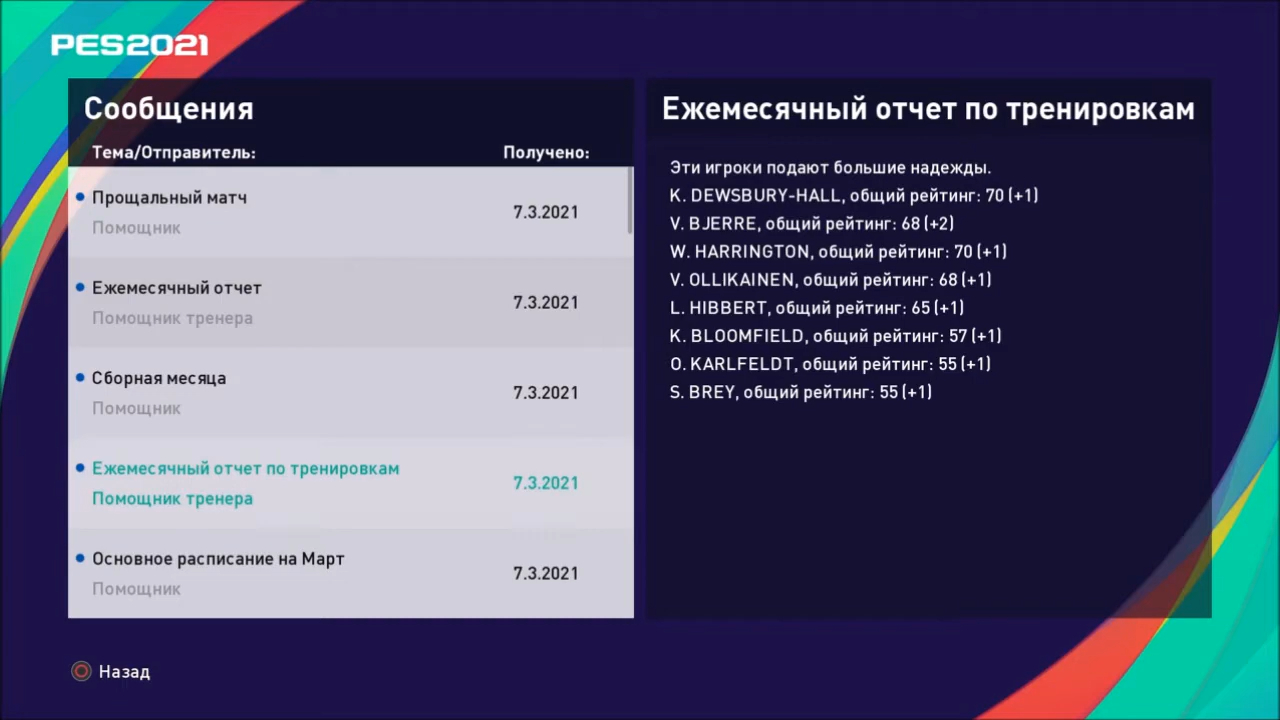 PES2021
Сообщения
Тема/Отправитель: Получено:
Прощальный матч
Помощник
7.3.2021
Ежемесячный отчет
Помощник тренера
7.3.2021
Сборная месяца
Помощник
7.3.2021
Ежемесячный отчет по тренировкам
Помощник тренера
7.3.2021
Основное расписание на Март
Помощник
7.3.2021
Ежемесячный отчет по тренировкам
Эти игроки подают большие надежды.
K. DEWSBURY-HALL, общий рейтинг: 70 (+1)
V. BJERRE, общий рейтинг: 68 (+2)
W. HARRINGTON, общий рейтинг: 70 (+1)
V. OLLIKAINEN, общий рейтинг: 68 (+1)
L. HIBBERT, общий рейтинг: 65 (+1)
K. BLOOMFIELD, общий рейтинг: 57 (+1)
O. KARLFELDT, общий рейтинг: 55 (+1)
S. BREY, общий рейтинг: 55 (+1)
Назад